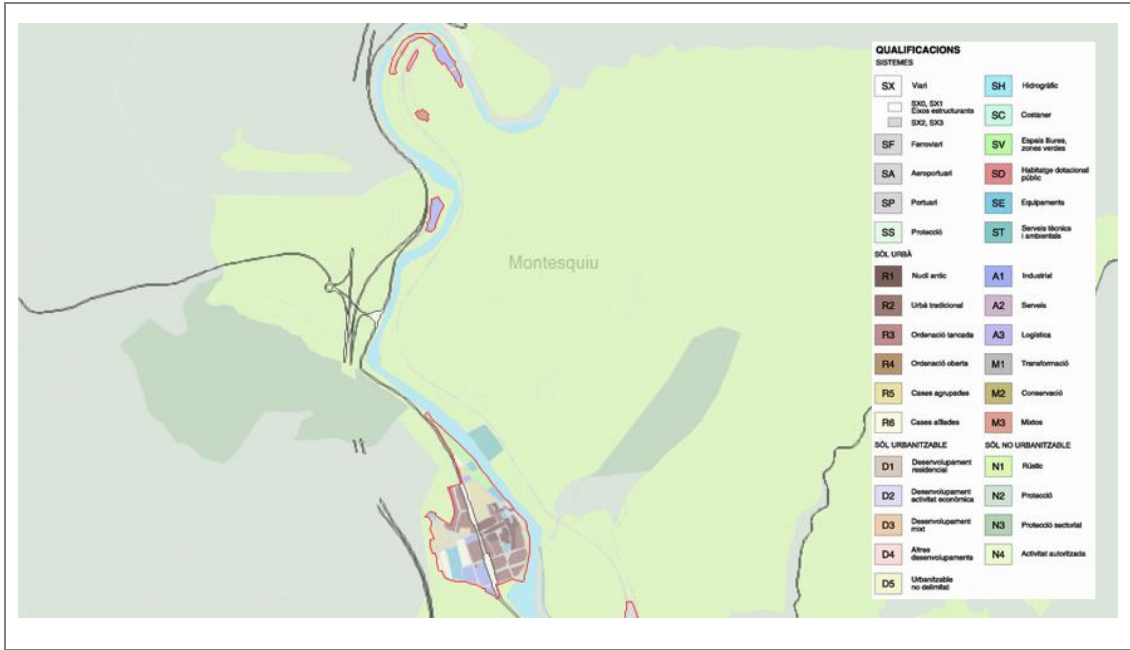 Montesquiu
QUALIFICACIONS
SISTEMES
SX Viari
SX0, SX1
Eixos estructurants
SX2, SX3
SF Ferroviari
SA Aeroportuari
SP Portuari
SS Protecció
SH Hidrogràfic
SC Costaner
SV Espais lliures,
zones verdes
SD Habitatge dotacional
públic
SE Equipaments
ST Serveis tècnics
i ambientals
SÒL URBÀ
R1 Nucli antic
R2 Urbà tradicional
R3 Ordenació tancada
R4 Ordenació oberta
R5 Cases agrupades
R6 Cases aïllades
A1 Industrial
A2 Serveis
A3 Logística
M1 Transformació
M2 Conservació
M3 Mixtos
SÒL URBANITZABLE
D1 Desenvolupament
residencial
D2 Desenvolupament
activitat econòmica
D3 Desenvolupament
mixt
D4 Altres
desenvolupaments
D5 Urbanitzable
no delimitat
SÒL NO URBANITZABLE
N1 Rústic
N2 Protecció
N3 Protecció sectorial
N4 Activitat autoritzada